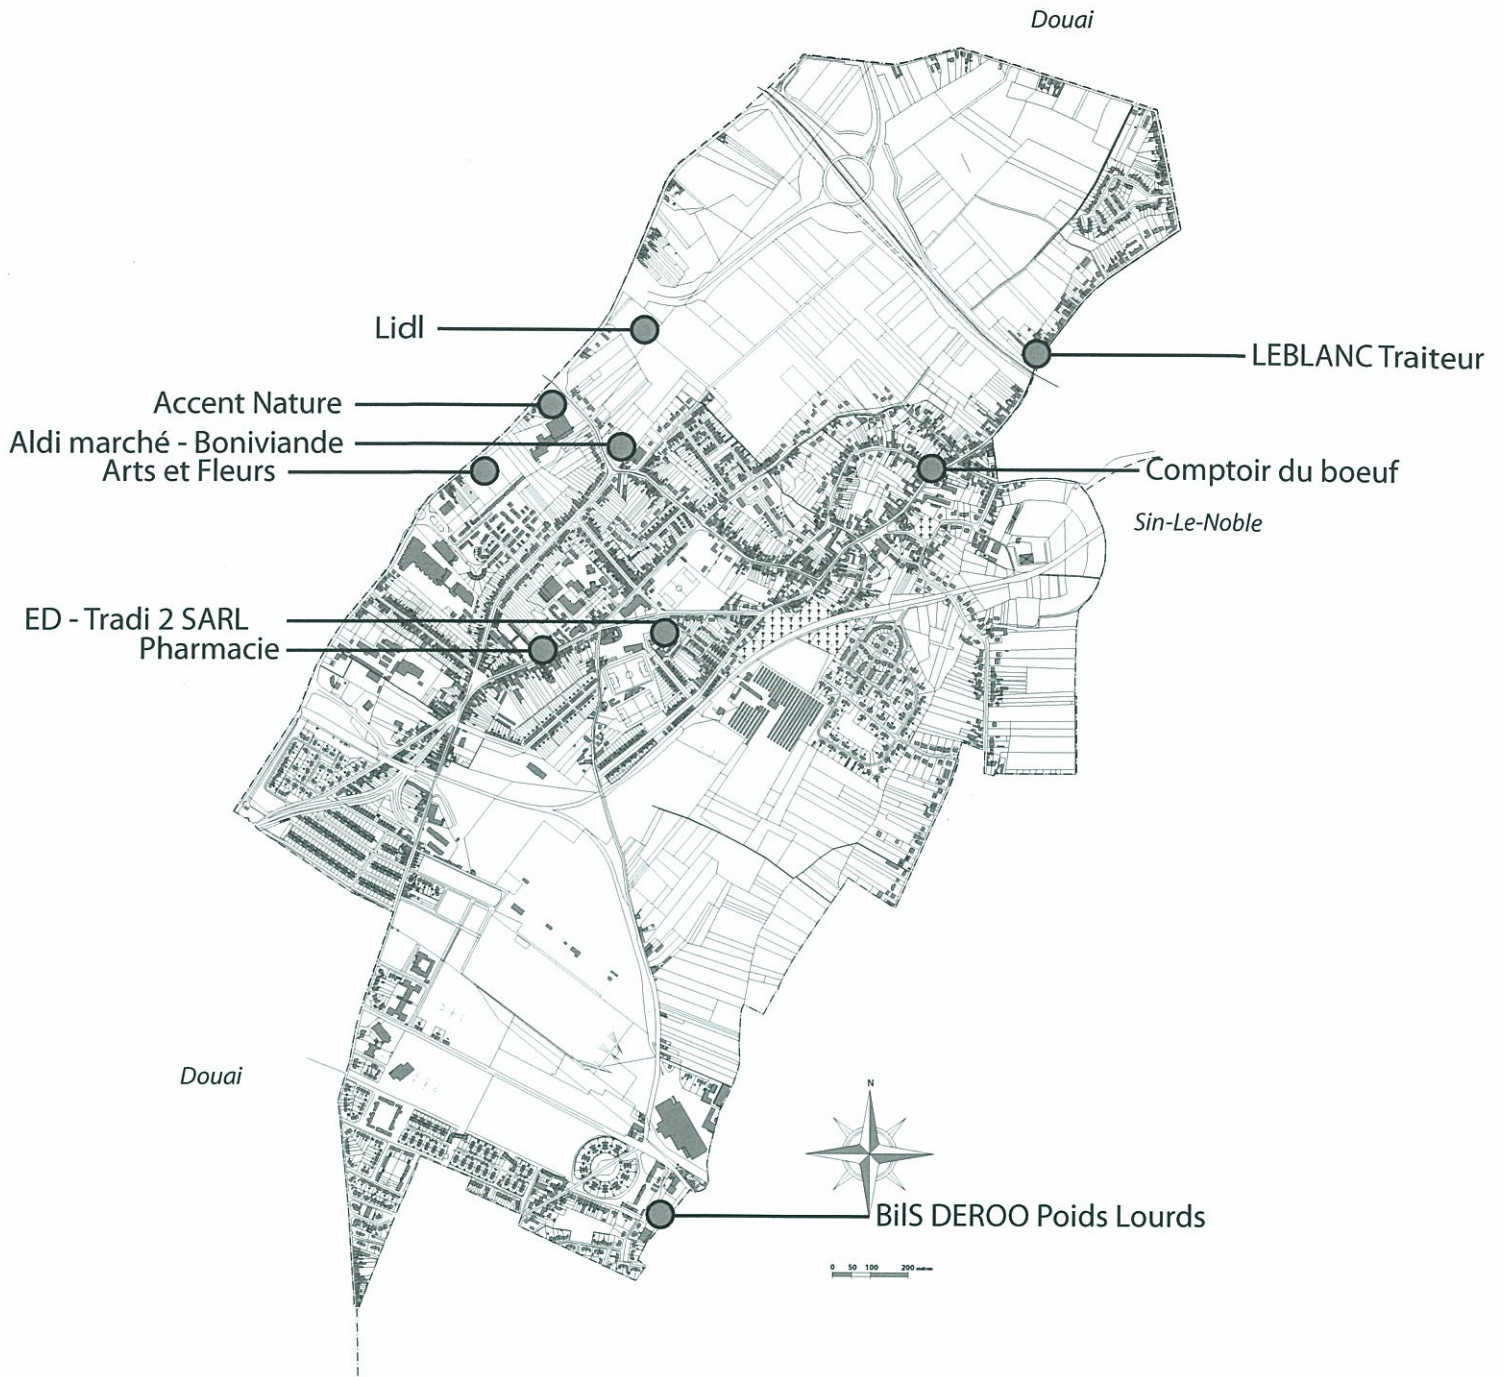 Douai
Lidl
LEBLANC Traiteur
Accent Nature
Aldi marché - Boniviande
Arts et Fleurs
Comptoir du boeuf
Sin-Le-Noble
ED - Tradi 2 SARL
Pharmacie
Douai
N
BilS DEROO Poids Lourds
0 50 100 200 mètres